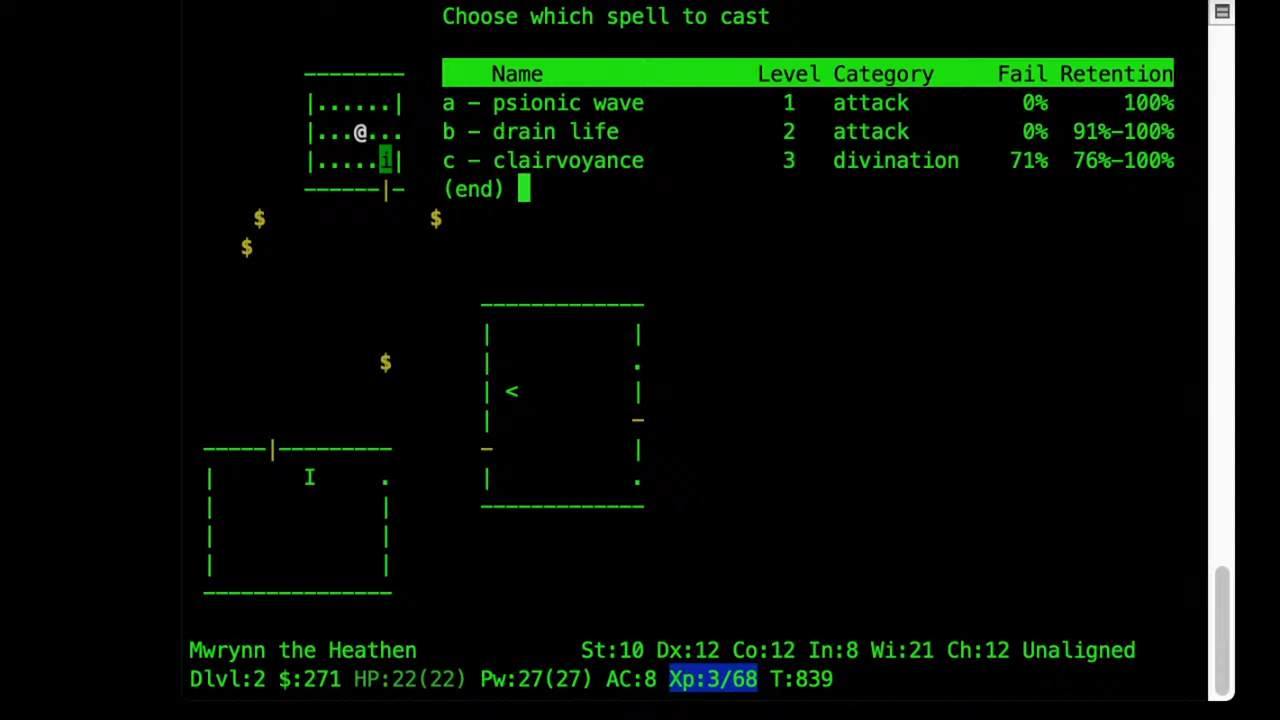 Choose which spell to cast
Name Level Category Fail Retention
a - psionic wave 1 attack 0% 100%
b - drain life 2 attack 0% 91%-100%
c - clairvoyance 3 divination 71% 76%-100%
(end)
--------
|......|
|...@...
|.....i|
------|-
$ $
$
-------------
| |
$ | .
| < |
| -
-----|--------- - |
| I . | .
| | -------------
| |
| |
---------------
Mwrynn the Heathen St:10 Dx:12 Co:12 In:8 Wi:21 Ch:12 Unaligned
Dlvl:2 $:271 HP:22(22) Pw:27(27) AC:8 Xp:3/68 T:839